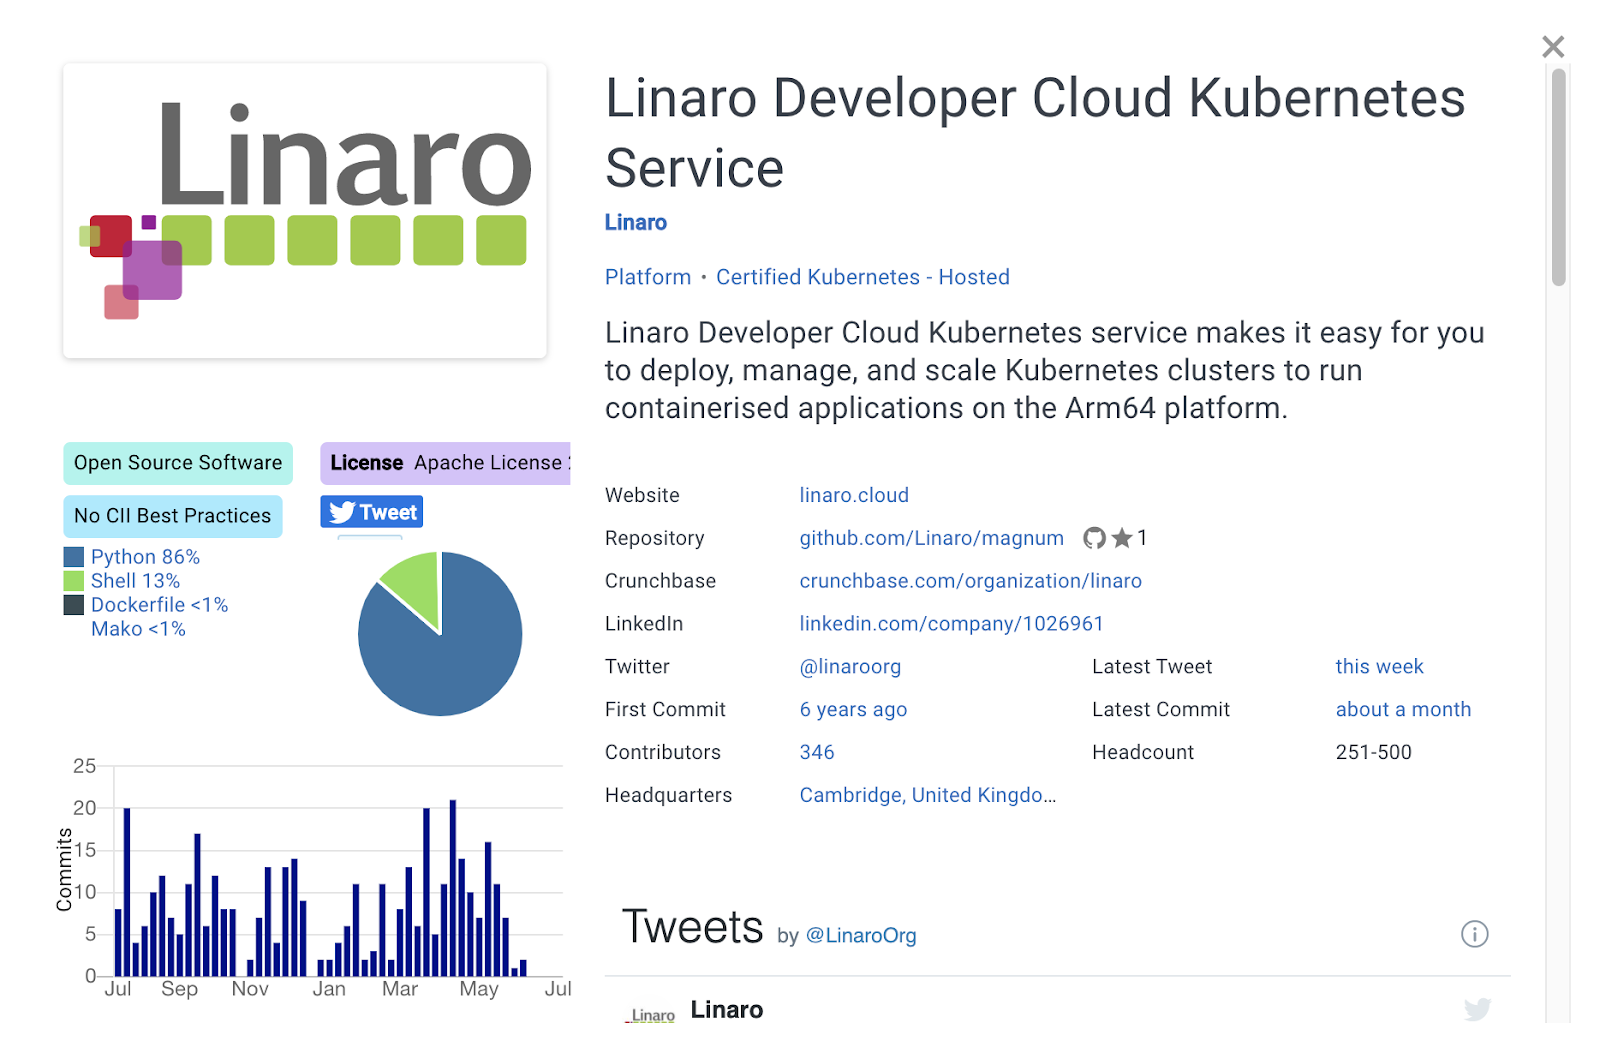 Linaro
Open Source Software
License Apache License
No CII Best Practices
Tweet
Python 86%
Shell 13%
Dockerfile <1%
Mako <1%
Commits
25
20
15
10
5
0
Jul Sep Nov Jan Mar May Jul
Linaro Developer Cloud Kubernetes
Service
Linaro
Platform • Certified Kubernetes - Hosted
Linaro Developer Cloud Kubernetes service makes it easy for you
to deploy, manage, and scale Kubernetes clusters to run
containerised applications on the Arm64 platform.
Website linaro.cloud
Repository github.com/Linaro/magnum 1
Crunchbase crunchbase.com/organization/linaro
LinkedIn linkedin.com/company/1026961
Twitter @linaroorg Latest Tweet this week
First Commit 6 years ago Latest Commit about a month
Contributors 346 Headcount 251-500
Headquarters Cambridge, United Kingdo...
Tweets by @LinaroOrg
Linaro Linaro